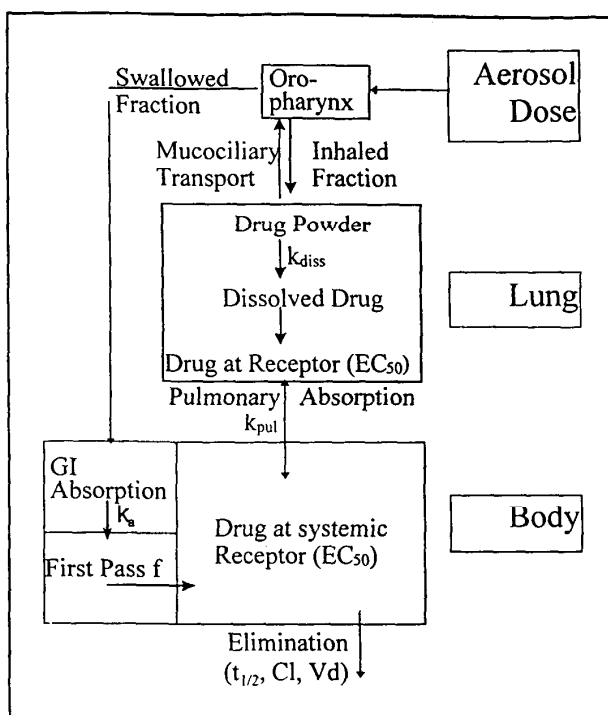 Swallowed
Fraction
Oro-
pharynx
Aerosol
Dose
Mucociliary
Transport
Inhaled
Fraction
Drug Powder
kdiss
Dissolved Drug
Drug at Receptor (EC50)
Lung
Pulmonary Absorption
kpul
GI
Absorption
ka
First Pass f
Drug at systemic
Receptor (EC50)
Body
Elimination
(t1/2, Cl, Vd)